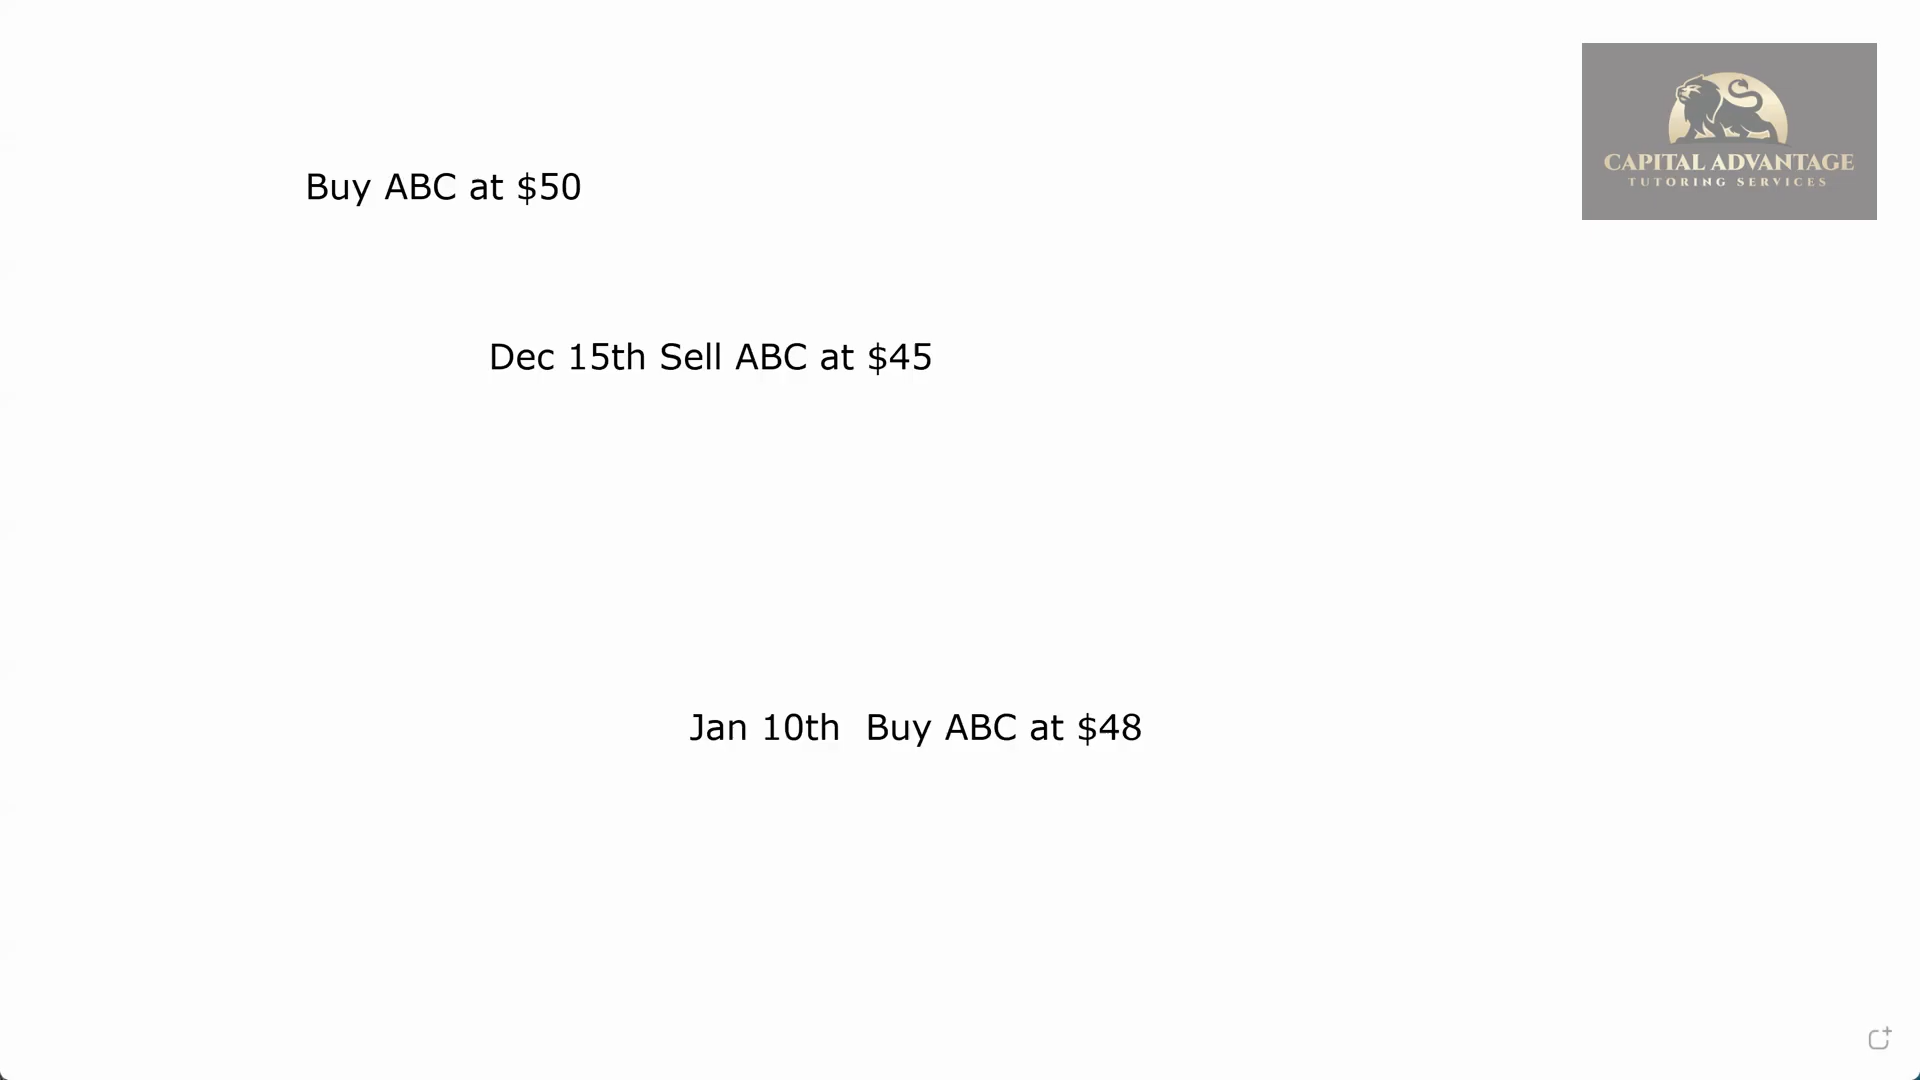 CAPITAL ADVANTAGE
TUTORING SERVICES
Buy ABC at $50
Dec 15th Sell ABC at $45
Jan 10th  Buy ABC at $48